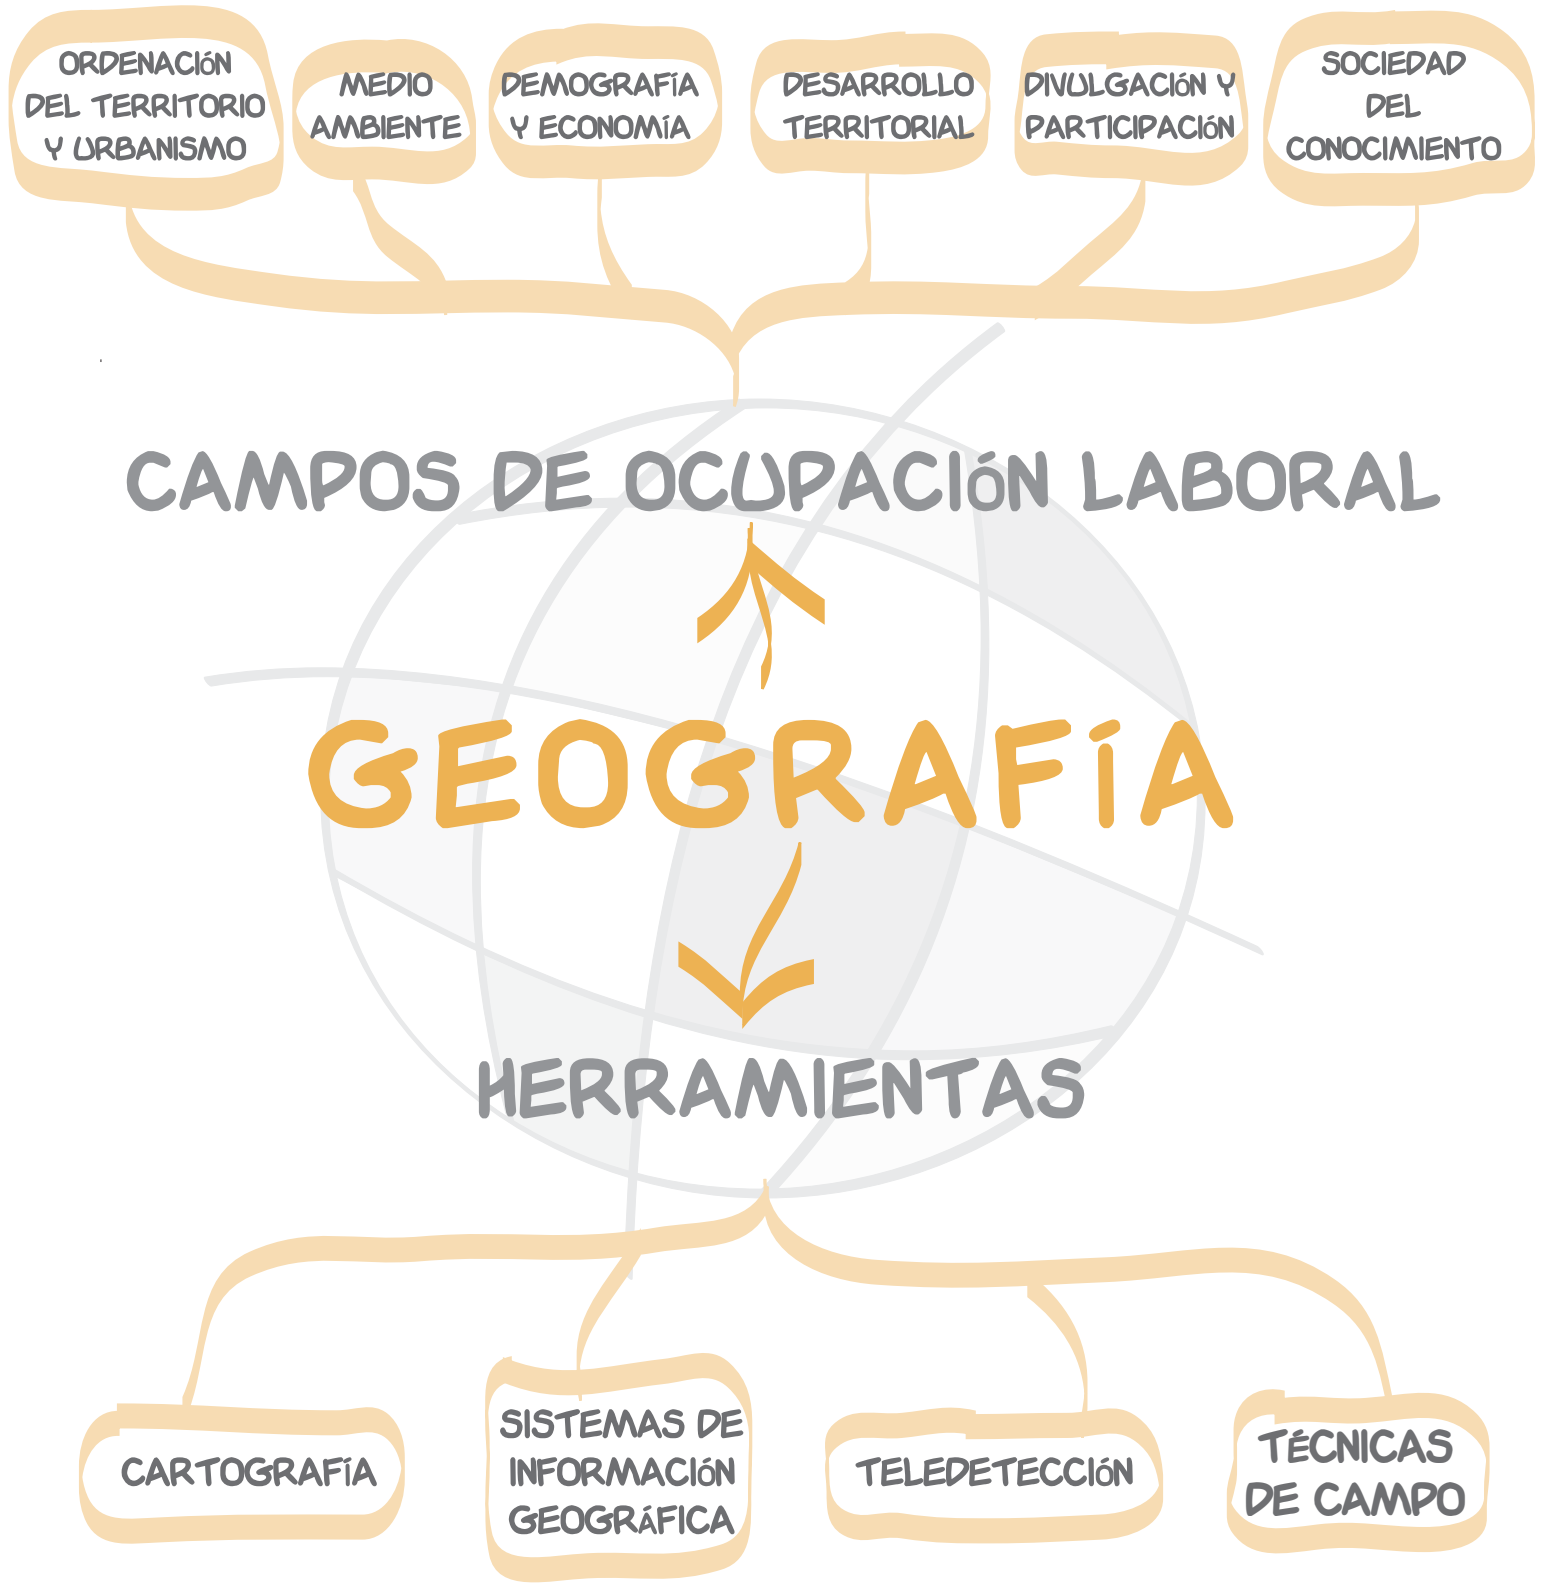 ORDENACIÓN
DEL TERRITORIO
Y URBANISMO
MEDIO
AMBIENTE
DEMOGRAFÍA
Y ECONOMÍA
DESARROLLO
TERRITORIAL
DIVULGACIÓN Y
PARTICIPACIÓN
SOCIEDAD
DEL
CONOCIMIENTO
CAMPOS DE OCUPACIÓN LABORAL
GEOGRAFÍA
HERRAMIENTAS
CARTOGRAFÍA
SISTEMAS DE
INFORMACIÓN
GEOGRÁFICA
TELEDETECCIÓN
TÉCNICAS
DE CAMPO